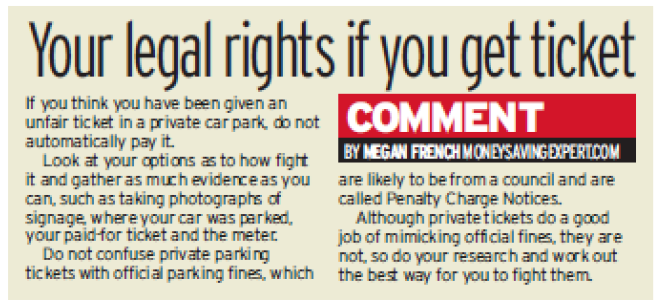 Your legal rights if you get ticket
If you think you have been given an
unfair ticket in a private car park, do not
automatically pay it.
Look at your options as to how fight
it and gather as much evidence as you
can, such as taking photographs of
signage, where your car was parked,
your paid-for ticket and the meter.
Do not confuse private parking
tickets with official parking fines, which
COMMENT
BY MEGAN FRENCH MONEYSAVINGEXPERT.COM
are likely to be from a council and are
called Penalty Charge Notices.
Although private tickets do a good
job of mimicking official fines, they are
not, so do your research and work out
the best way for you to fight them.